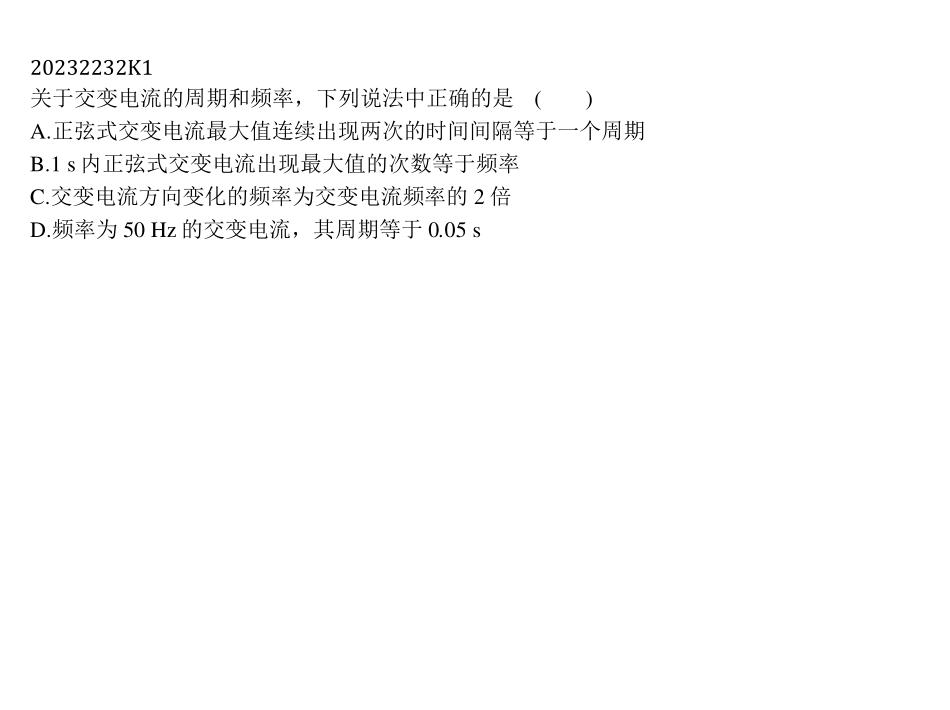 20232232K1
关于交变电流的周期和频率，下列说法中正确的是　(　　)
A.正弦式交变电流最大值连续出现两次的时间间隔等于一个周期
B.1 s 内正弦式交变电流出现最大值的次数等于频率
C.交变电流方向变化的频率为交变电流频率的 2 倍
D.频率为 50 Hz 的交变电流，其周期等于 0.05 s